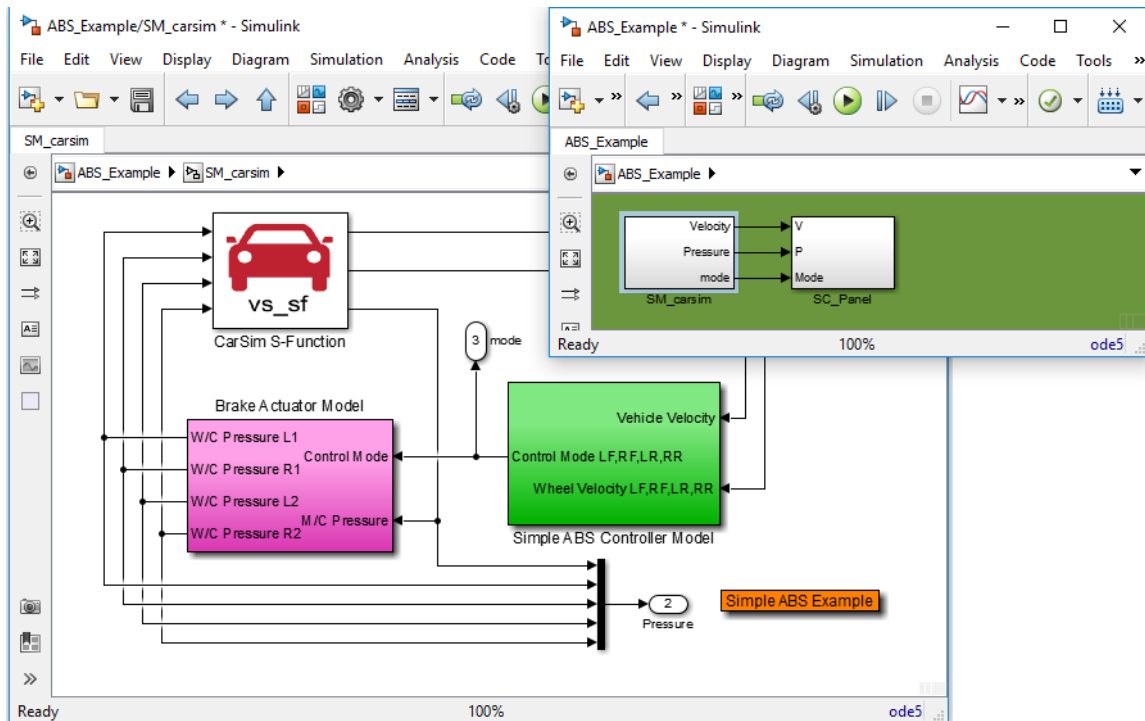 ABS_Example/SM_carsim * - Simulink
File Edit View Display Diagram Simulation Analysis Code
SM_carsim
ABS_Example SM_carsim
vs_sf
CarSim S-Function
3
mode
Brake Actuator Model
W/C Pressure L1
W/C Pressure R1
W/C Pressure L2
W/C Pressure R2
Control Mode
M/C Pressure
Vehicle Velocity
Control Mode LF,RF,LR,RR
Wheel Velocity LF,RF,LR,RR
Simple ABS Controller Model
2
Pressure
Simple ABS Example
Ready 100% ode5
ABS_Example * - Simulink
File Edit View Display Diagram Simulation Analysis Code Tools »
ABS_Example
ABS_Example
Velocity
Pressure
mode
SM_carsim
V
P
Mode
SC_Panel
Ready 100% ode5